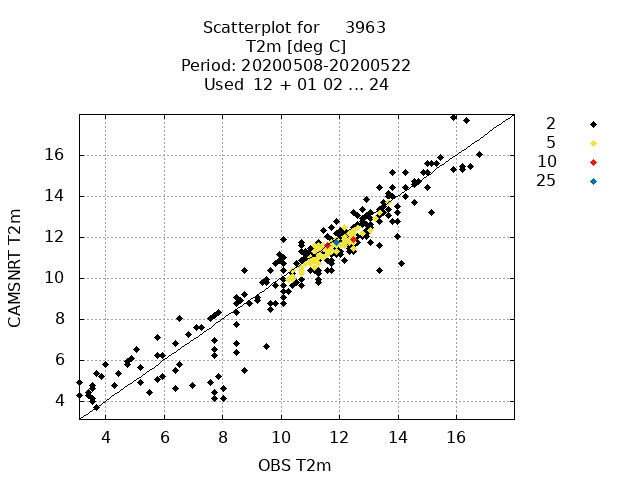 Scatterplot for 3963
T2m [deg C]
Period: 20200508-20200522
Used 12 + 01 02 ... 24
2
5
10
25
CAMSNRT T2m
16
14
12
10
8
6
4
4 6 8 10 12 14 16
OBS T2m